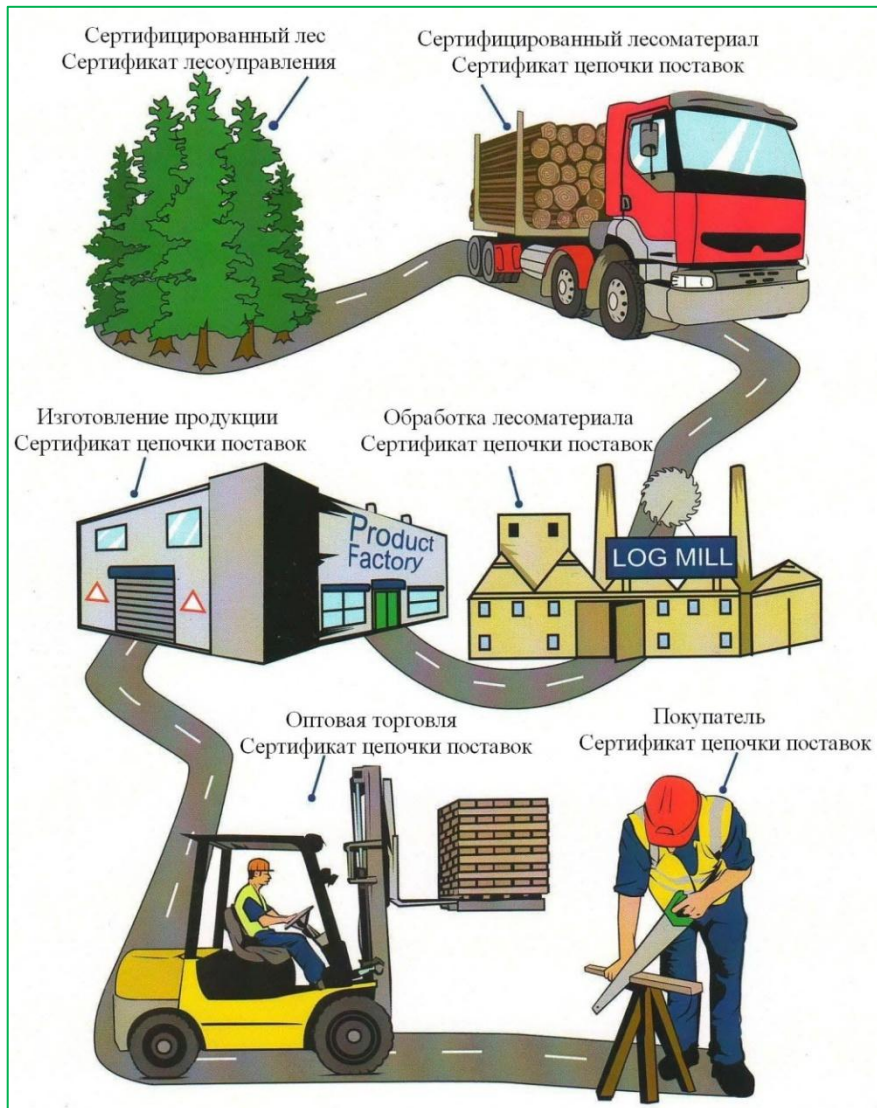 Сертифицированный лес
Сертификат лесоуправления
Сертифицированный лесоматериал
Сертификат цепочки поставок
Изготовление продукции
Сертификат цепочки поставок
Обработка лесоматериала
Сертификат цепочки поставок
Product
Factory
LOG MILL
Оптовая торговля
Сертификат цепочки поставок
Покупатель
Сертификат цепочки поставок